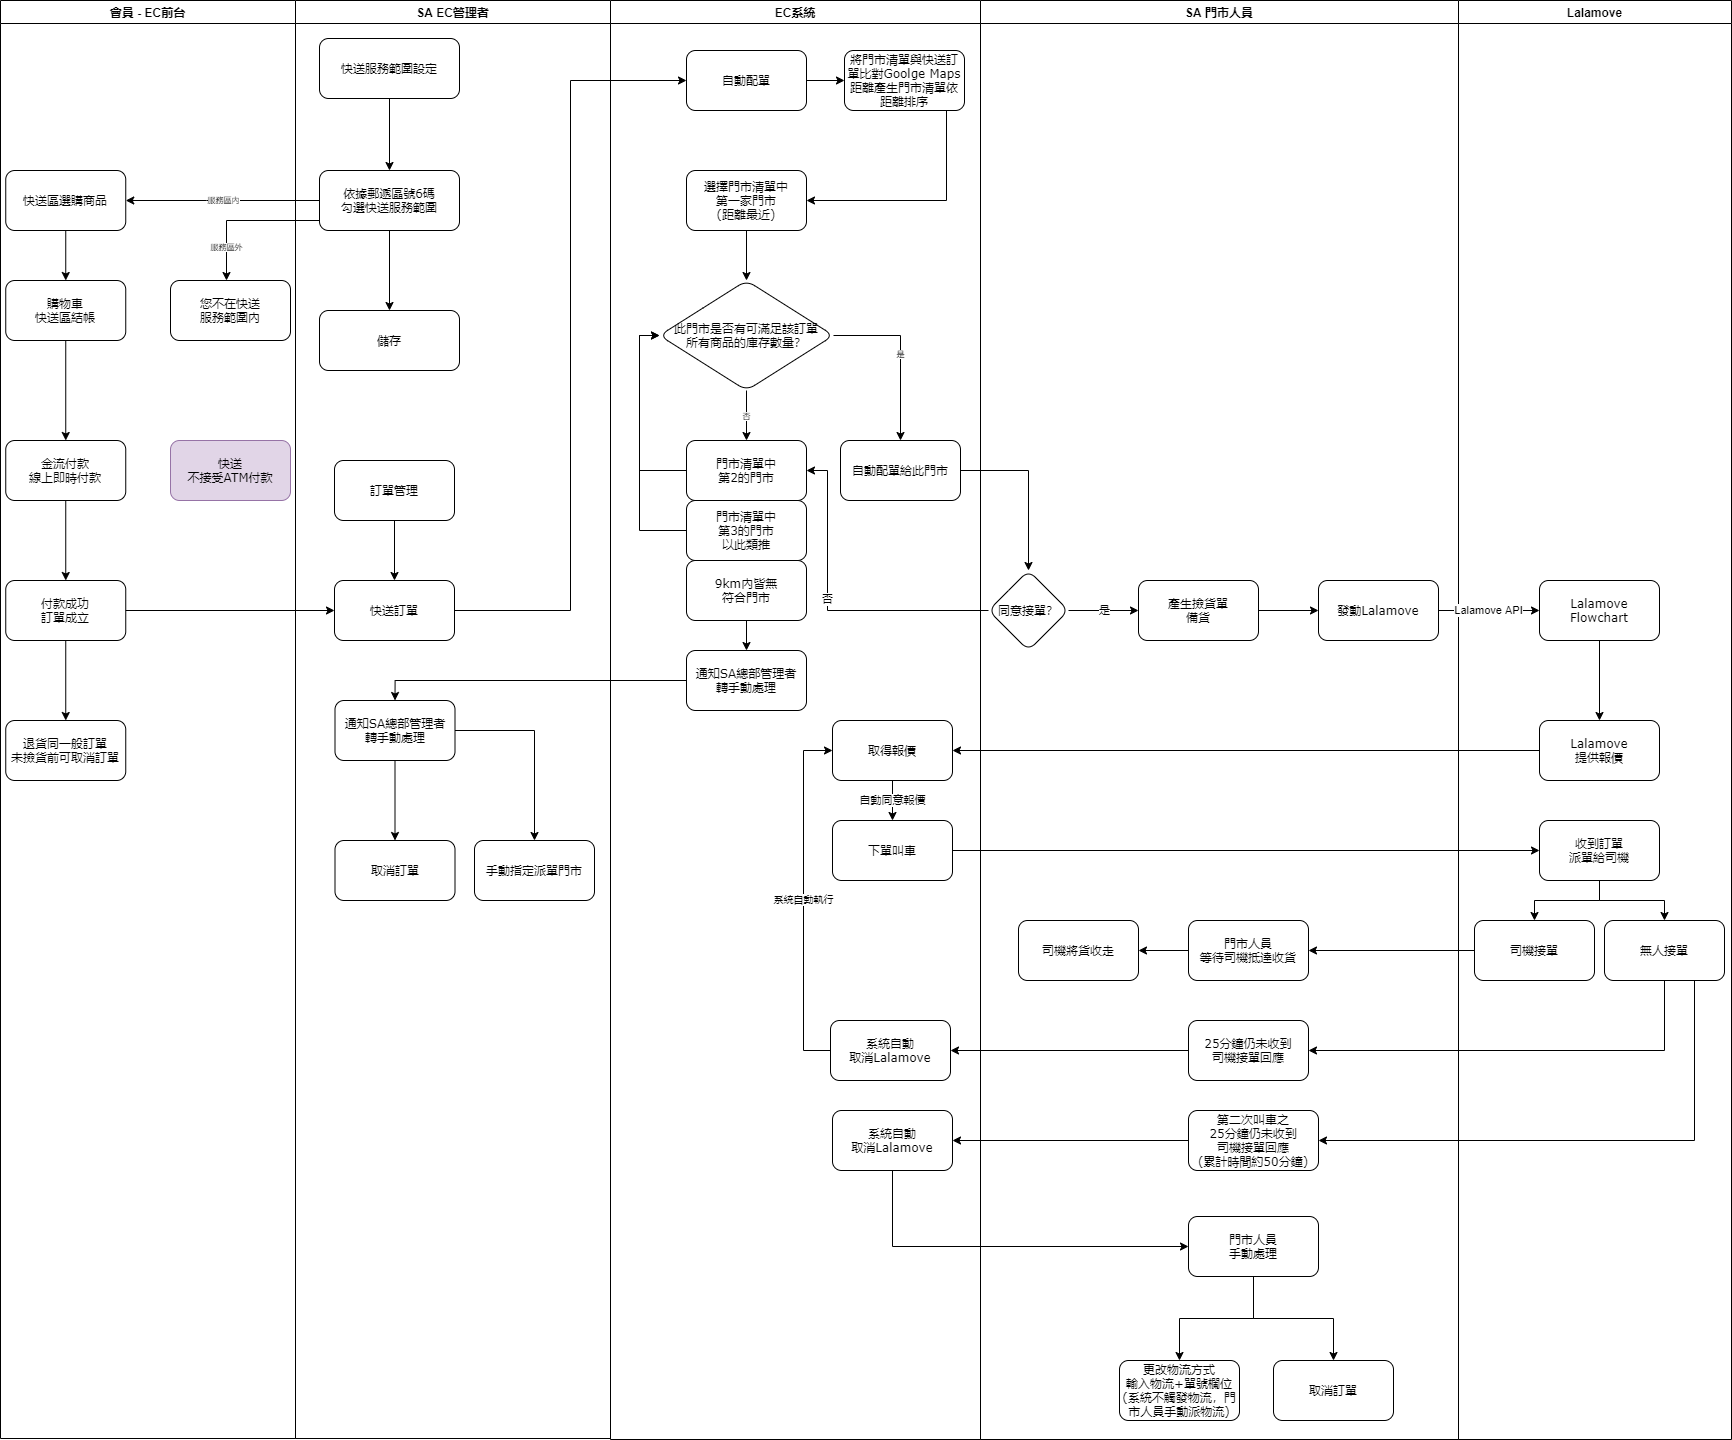 會員 - EC前台
SA EC管理者
EC系統
SA 門市人員
Lalamove
快送服務範圍設定
自動配單
將門市清單與快送訂
單比對Goolge Maps
距離產生門市清單依
距離排序
快送區選購商品
服務區內
依據郵遞區號6碼
勾選快送服務範圍
選擇門市清單中
第一家門市
(距離最近)
服務區外
購物車
快送區結帳
您不在快送
服務範圍內
儲存
此門市是否有可滿足該訂單
所有商品的庫存數量?
是
否
金流付款
線上即時付款
快送
不接受ATM付款
訂單管理
門市清單中
第2的門市
自動配單給此門市
門市清單中
第3的門市
以此類推
9km內皆無
符合門市
付款成功
訂單成立
快送訂單
否
同意接單?
是
產生撿貨單
備貨
發動Lalamove
Lalamove API
Lalamove
Flowchart
通知SA總部管理者
轉手動處理
通知SA總部管理者
轉手動處理
退貨同一般訂單
未撿貨前可取消訂單
取得報價
Lalamove
提供報價
自動同意報價
下單叫車
收到訂單
派單給司機
取消訂單
手動指定派單門市
系統自動執行
司機將貨收走
門市人員
等待司機抵達收貨
司機接單
無人接單
系統自動
取消Lalamove
25分鐘仍未收到
司機接單回應
系統自動
取消Lalamove
第二次叫車之
25分鐘仍未收到
司機接單回應
(累計時間約50分鐘)
門市人員
手動處理
更改物流方式
輸入物流+單號欄位
(系統不觸發物流，門
市人員手動派物流)
取消訂單